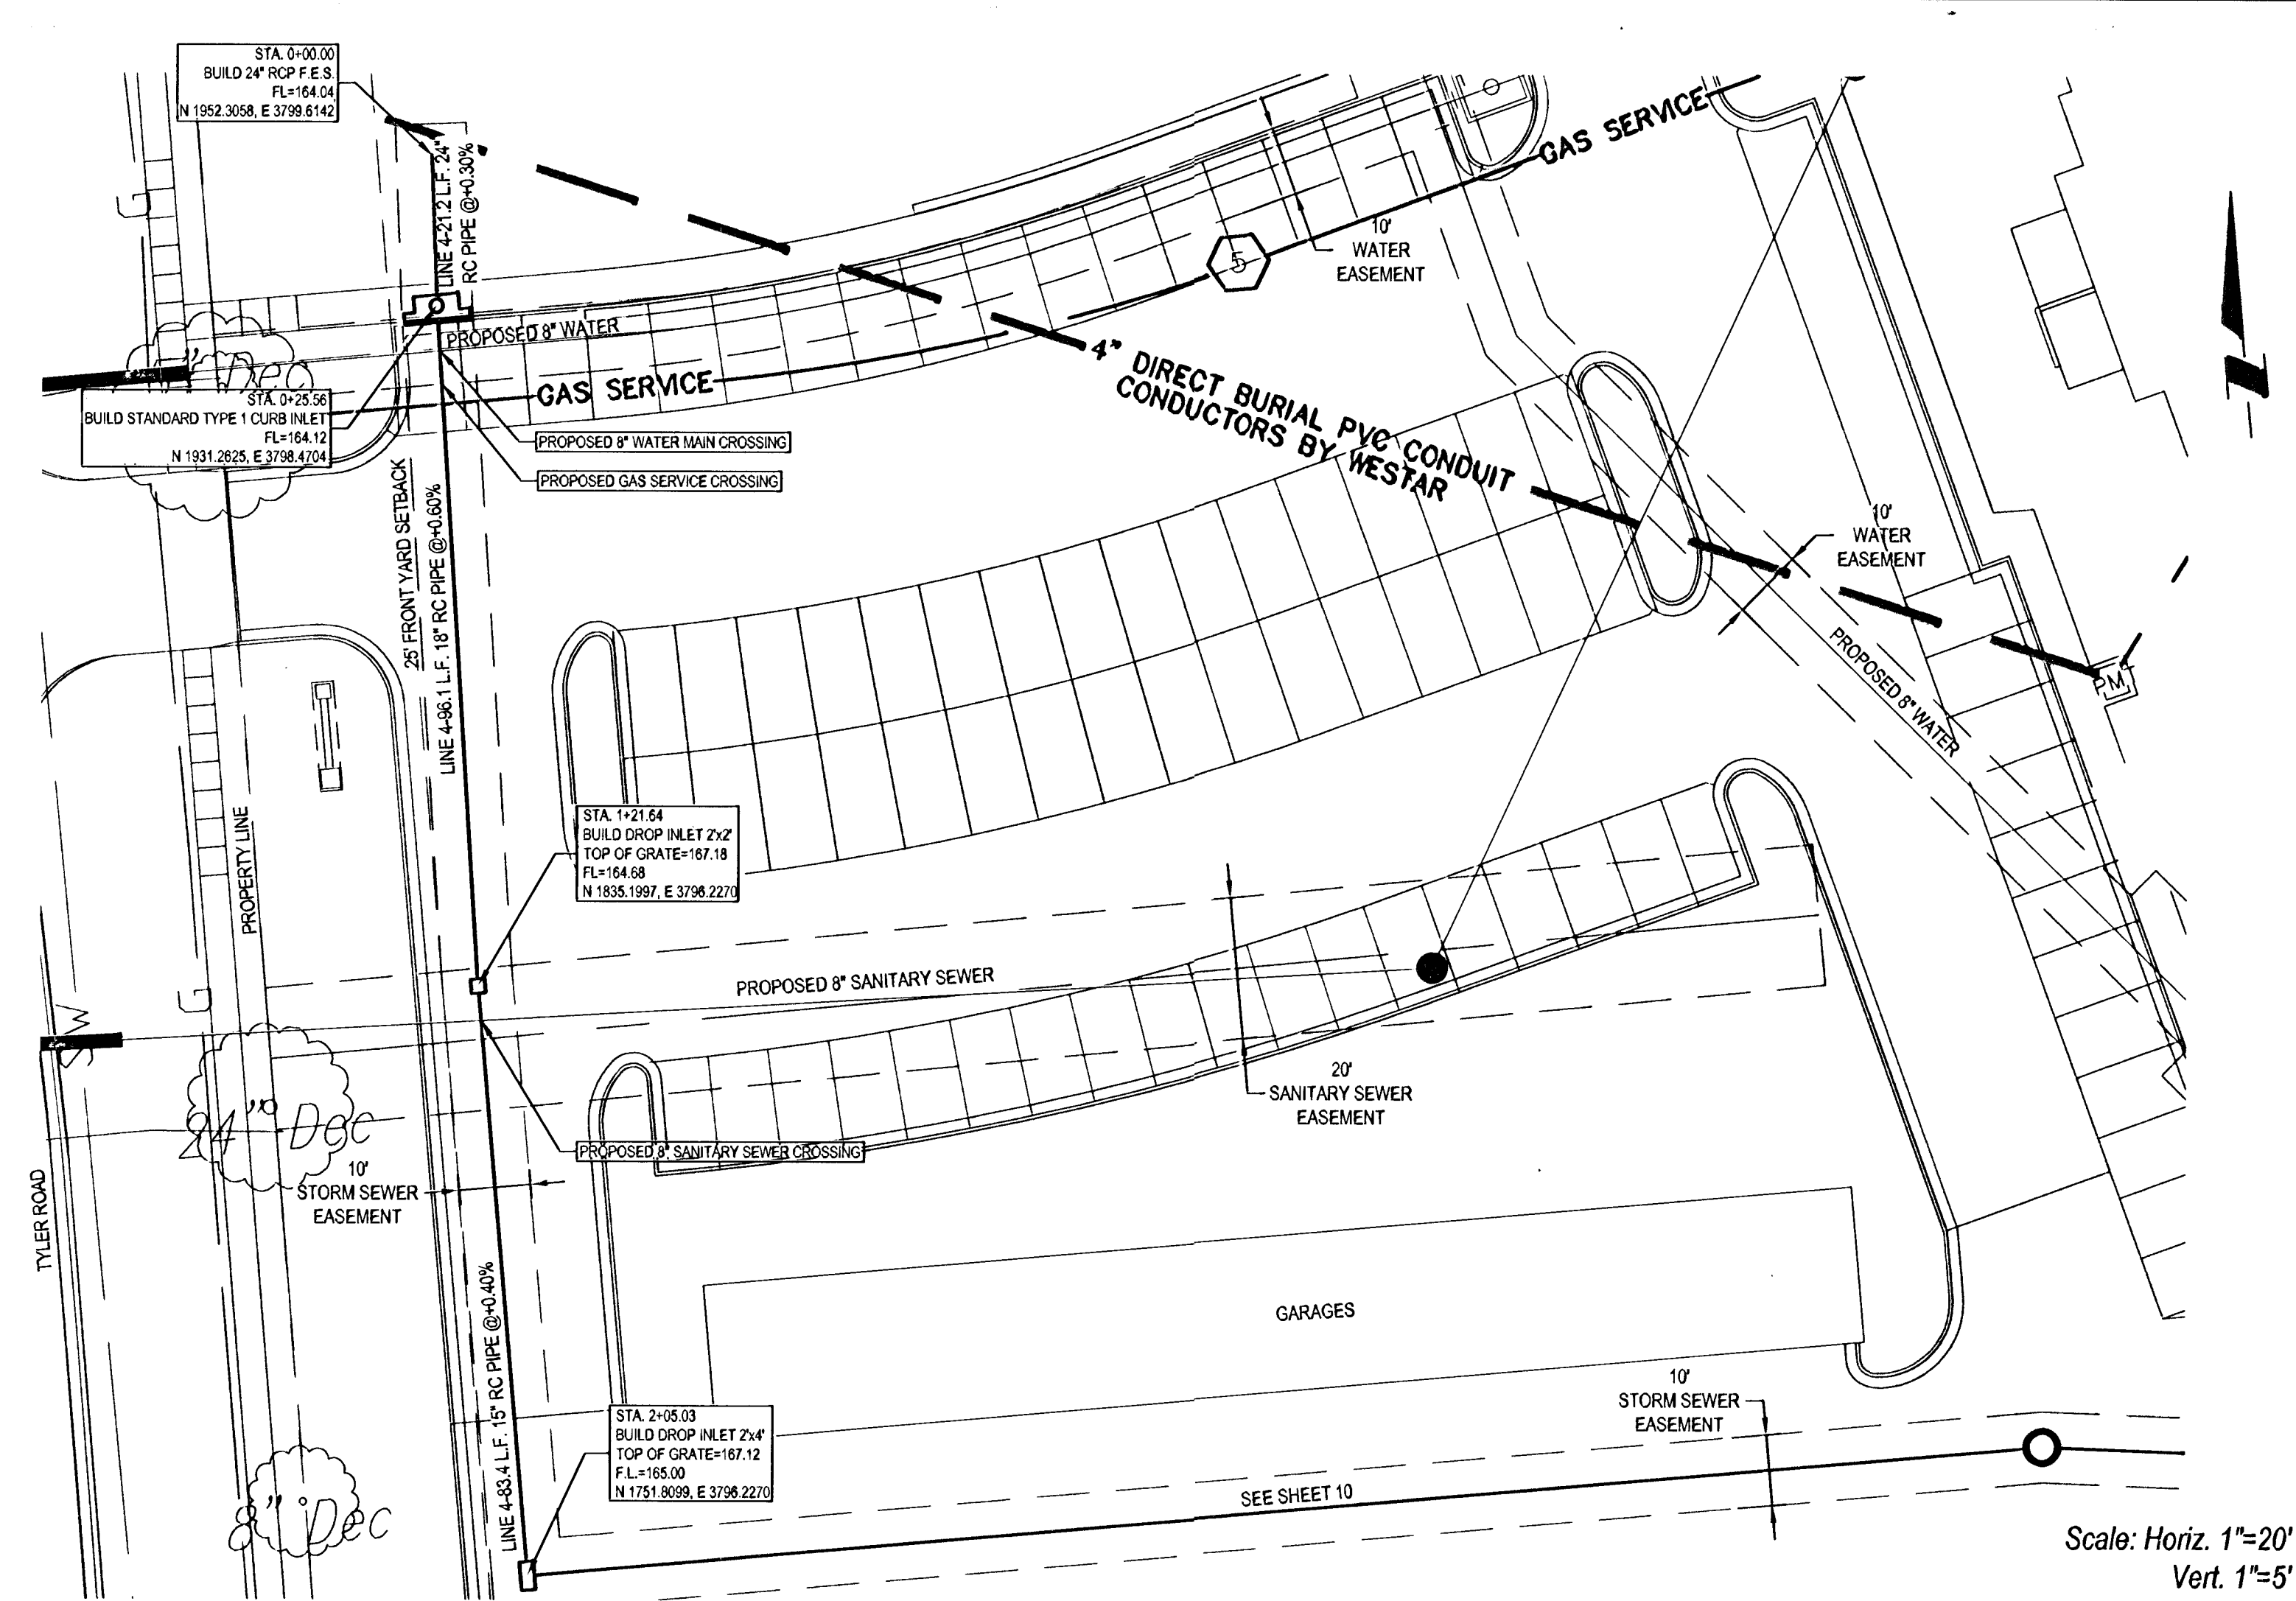 STA. 0+00.00
BUILD 24" RCP F.E.S.
FL=164.04
N 1952.3058, E 3799.6142
LINE 4-21.2 L.F. 24"
RC PIPE @+0.30%
G
GAS SERVICE
5
10'
WATER
EASEMENT
PROPOSED 8" WATER
GAS SERVICE
4" DIRECT BURIAL PVC CONDUIT
CONDUCTORS BY WESTAR
" Dec
STA. 0+25.56
BUILD STANDARD TYPE 1 CURB INLET
FL=164.12
N 1931.2625, E 3798.4704
PROPOSED 8" WATER MAIN CROSSING
PROPOSED GAS SERVICE CROSSING
25' FRONT YARD SETBACK
LINE 4-96.1 L.F. 18" RC PIPE @+0.60%
10'
WATER
EASEMENT
PROPOSED 8" WATER
PM
N
PROPERTY LINE
STA. 1+21.64
BUILD DROP INLET 2'x2'
TOP OF GRATE=167.18
FL=164.68
N 1835.1997, E 3796.2270
PROPOSED 8" SANITARY SEWER
G
W
20'
SANITARY SEWER
EASEMENT
24" Dec
PROPOSED 8" SANITARY SEWER CROSSING
10'
STORM SEWER
EASEMENT
TYLER ROAD
GARAGES
LINE 4-83.4 L.F. 15" RC PIPE @+0.40%
STA. 2+05.03
BUILD DROP INLET 2'x4'
TOP OF GRATE=167.12
F.L.=165.00
N 1751.8099, E 3796.2270
10'
STORM SEWER
EASEMENT
SEE SHEET 10
8" Dec
Scale: Horiz. 1"=20'
Vert. 1"=5'